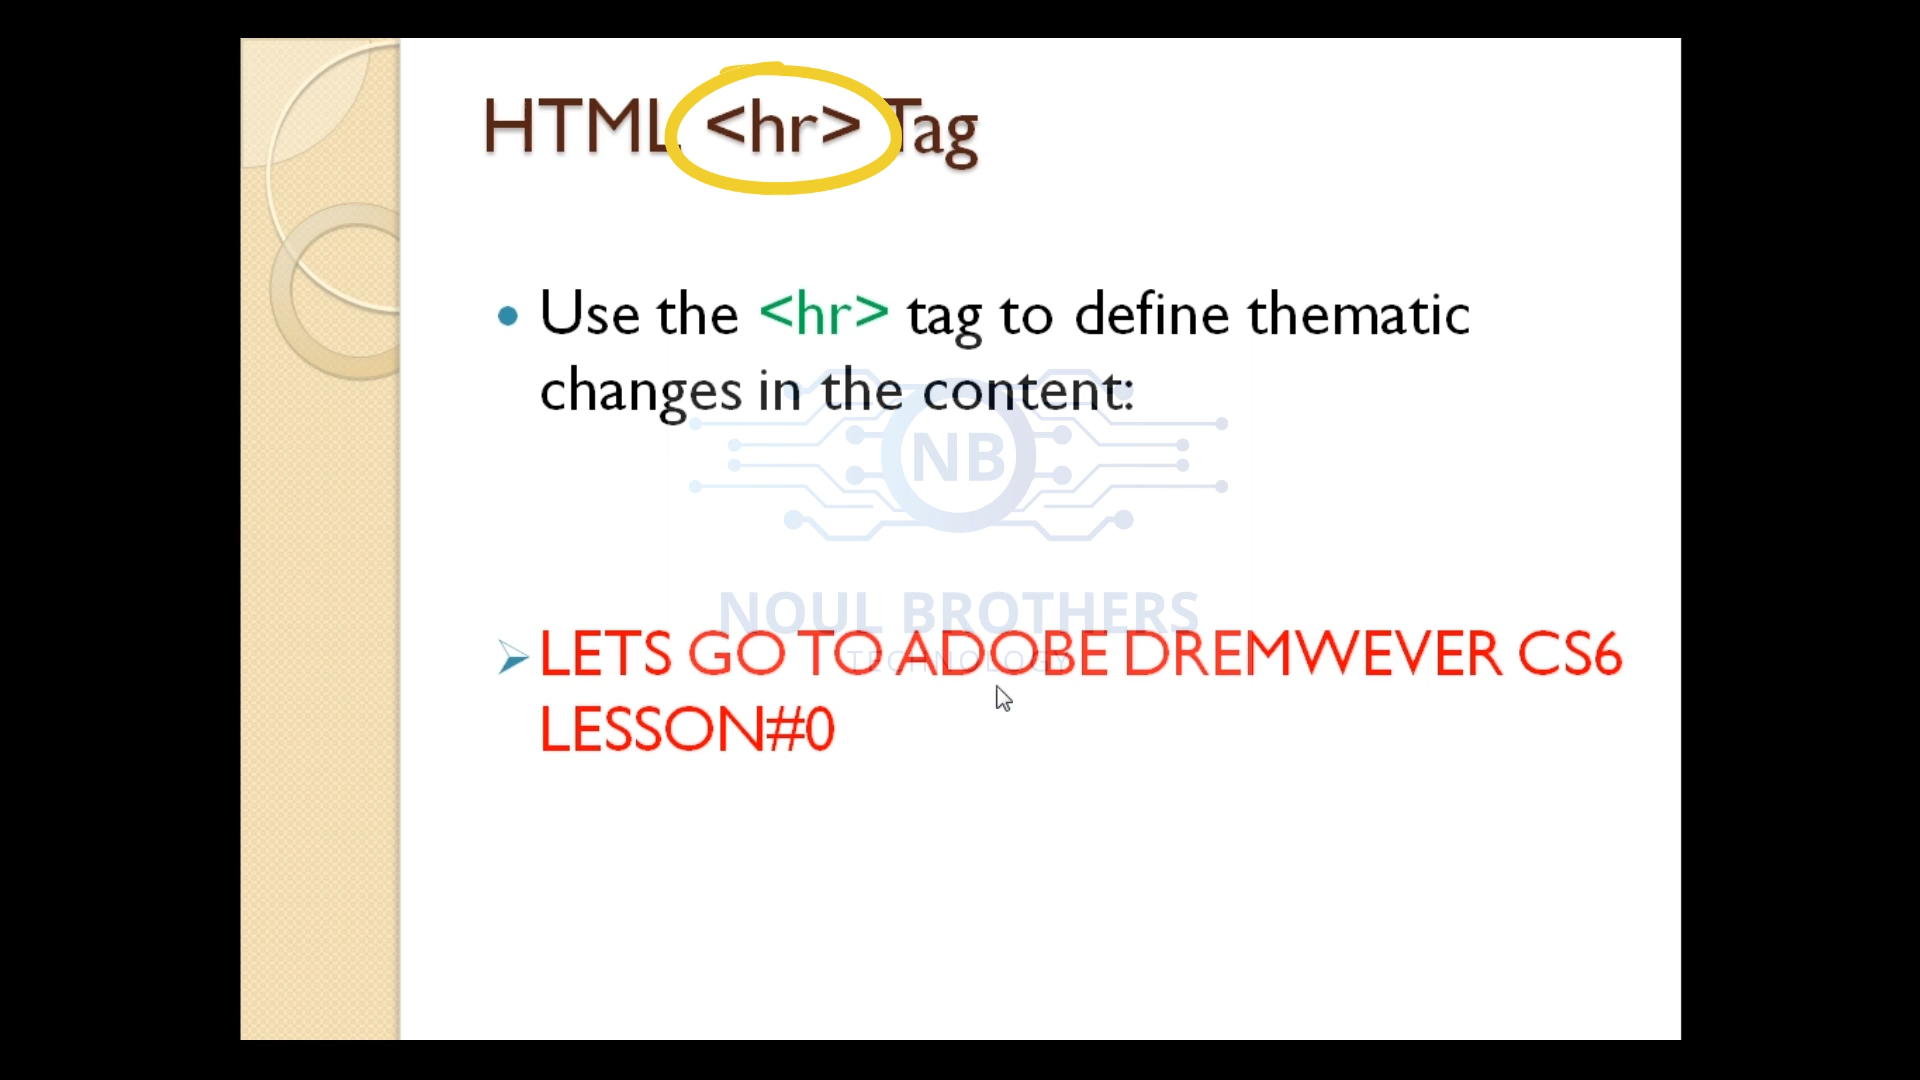 HTML <hr> Tag
• Use the <hr> tag to define thematic
changes in the content:
NB
NOUL BROTHERS
TECHNOLOGY
➢ LETS GO TO ADOBE DREMWEVER CS6
LESSON#0